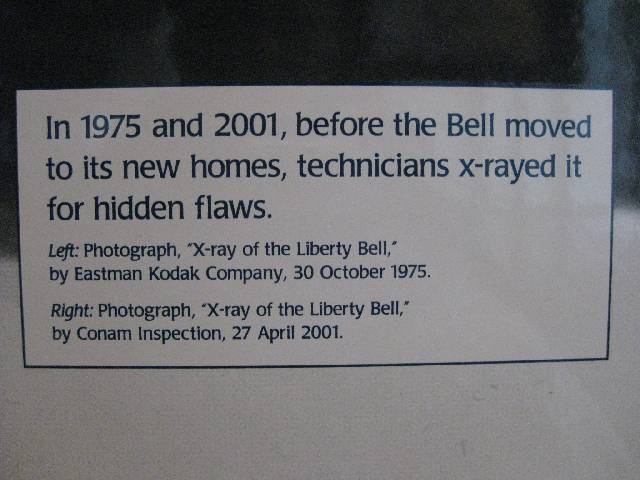 In 1975 and 2001, before the Bell moved
to its new homes, technicians x-rayed it
for hidden flaws.
Left: Photograph, "X-ray of the Liberty Bell,"
by Eastman Kodak Company, 30 October 1975.
Right: Photograph, "X-ray of the Liberty Bell,"
by Conam Inspection, 27 April 2001.